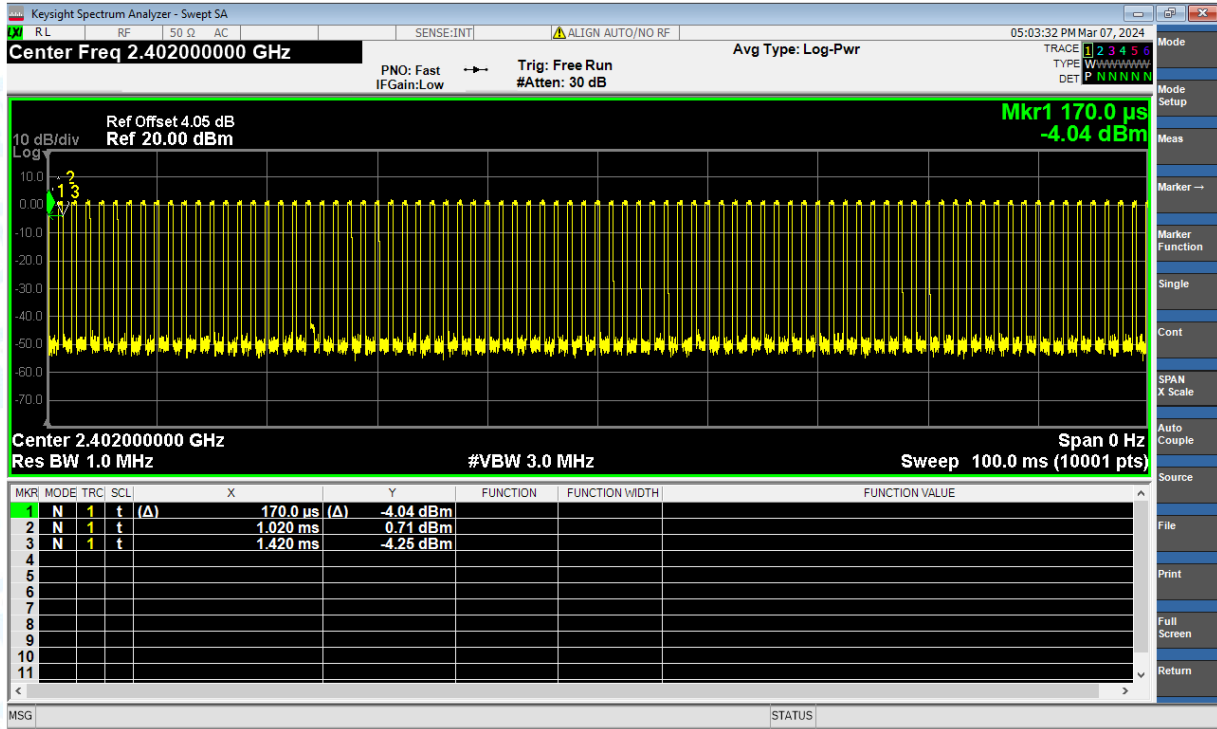 Keysight Spectrum Analyzer - Swept SA
LXI RL RF 50 Ω AC SENSE:INT ALIGN AUTO/NO RF 05:03:32 PM Mar 07, 2024
Center Freq 2.402000000 GHz Avg Type: Log-Pwr TRACE 1 2 3 4 5 6
PNO: Fast Trig: Free Run TYPE WWWWWW
IFGain:Low #Atten: 30 dB DET P N N N N N
Mkr1 170.0 µs
-4.04 dBm
Ref Offset 4.05 dB
10 dB/div Ref 20.00 dBm
Log
10.0
0.00
-10.0
-20.0
-30.0
-40.0
-50.0
-60.0
-70.0
2
1 3
Center 2.402000000 GHz Span 0 Hz
Res BW 1.0 MHz #VBW 3.0 MHz Sweep 100.0 ms (10001 pts)
MKR MODE TRC SCL X Y FUNCTION FUNCTION WIDTH FUNCTION VALUE
1 N 1 t (Δ) 170.0 µs (Δ) -4.04 dBm
2 N 1 t 1.020 ms 0.71 dBm
3 N 1 t 1.420 ms -4.25 dBm
4
5
6
7
8
9
10
11
MSG STATUS
Mode
Mode
Setup
Meas
Marker→
Marker
Function
Single
Cont
SPAN
X Scale
Auto
Couple
Source
File
Print
Full
Screen
Return